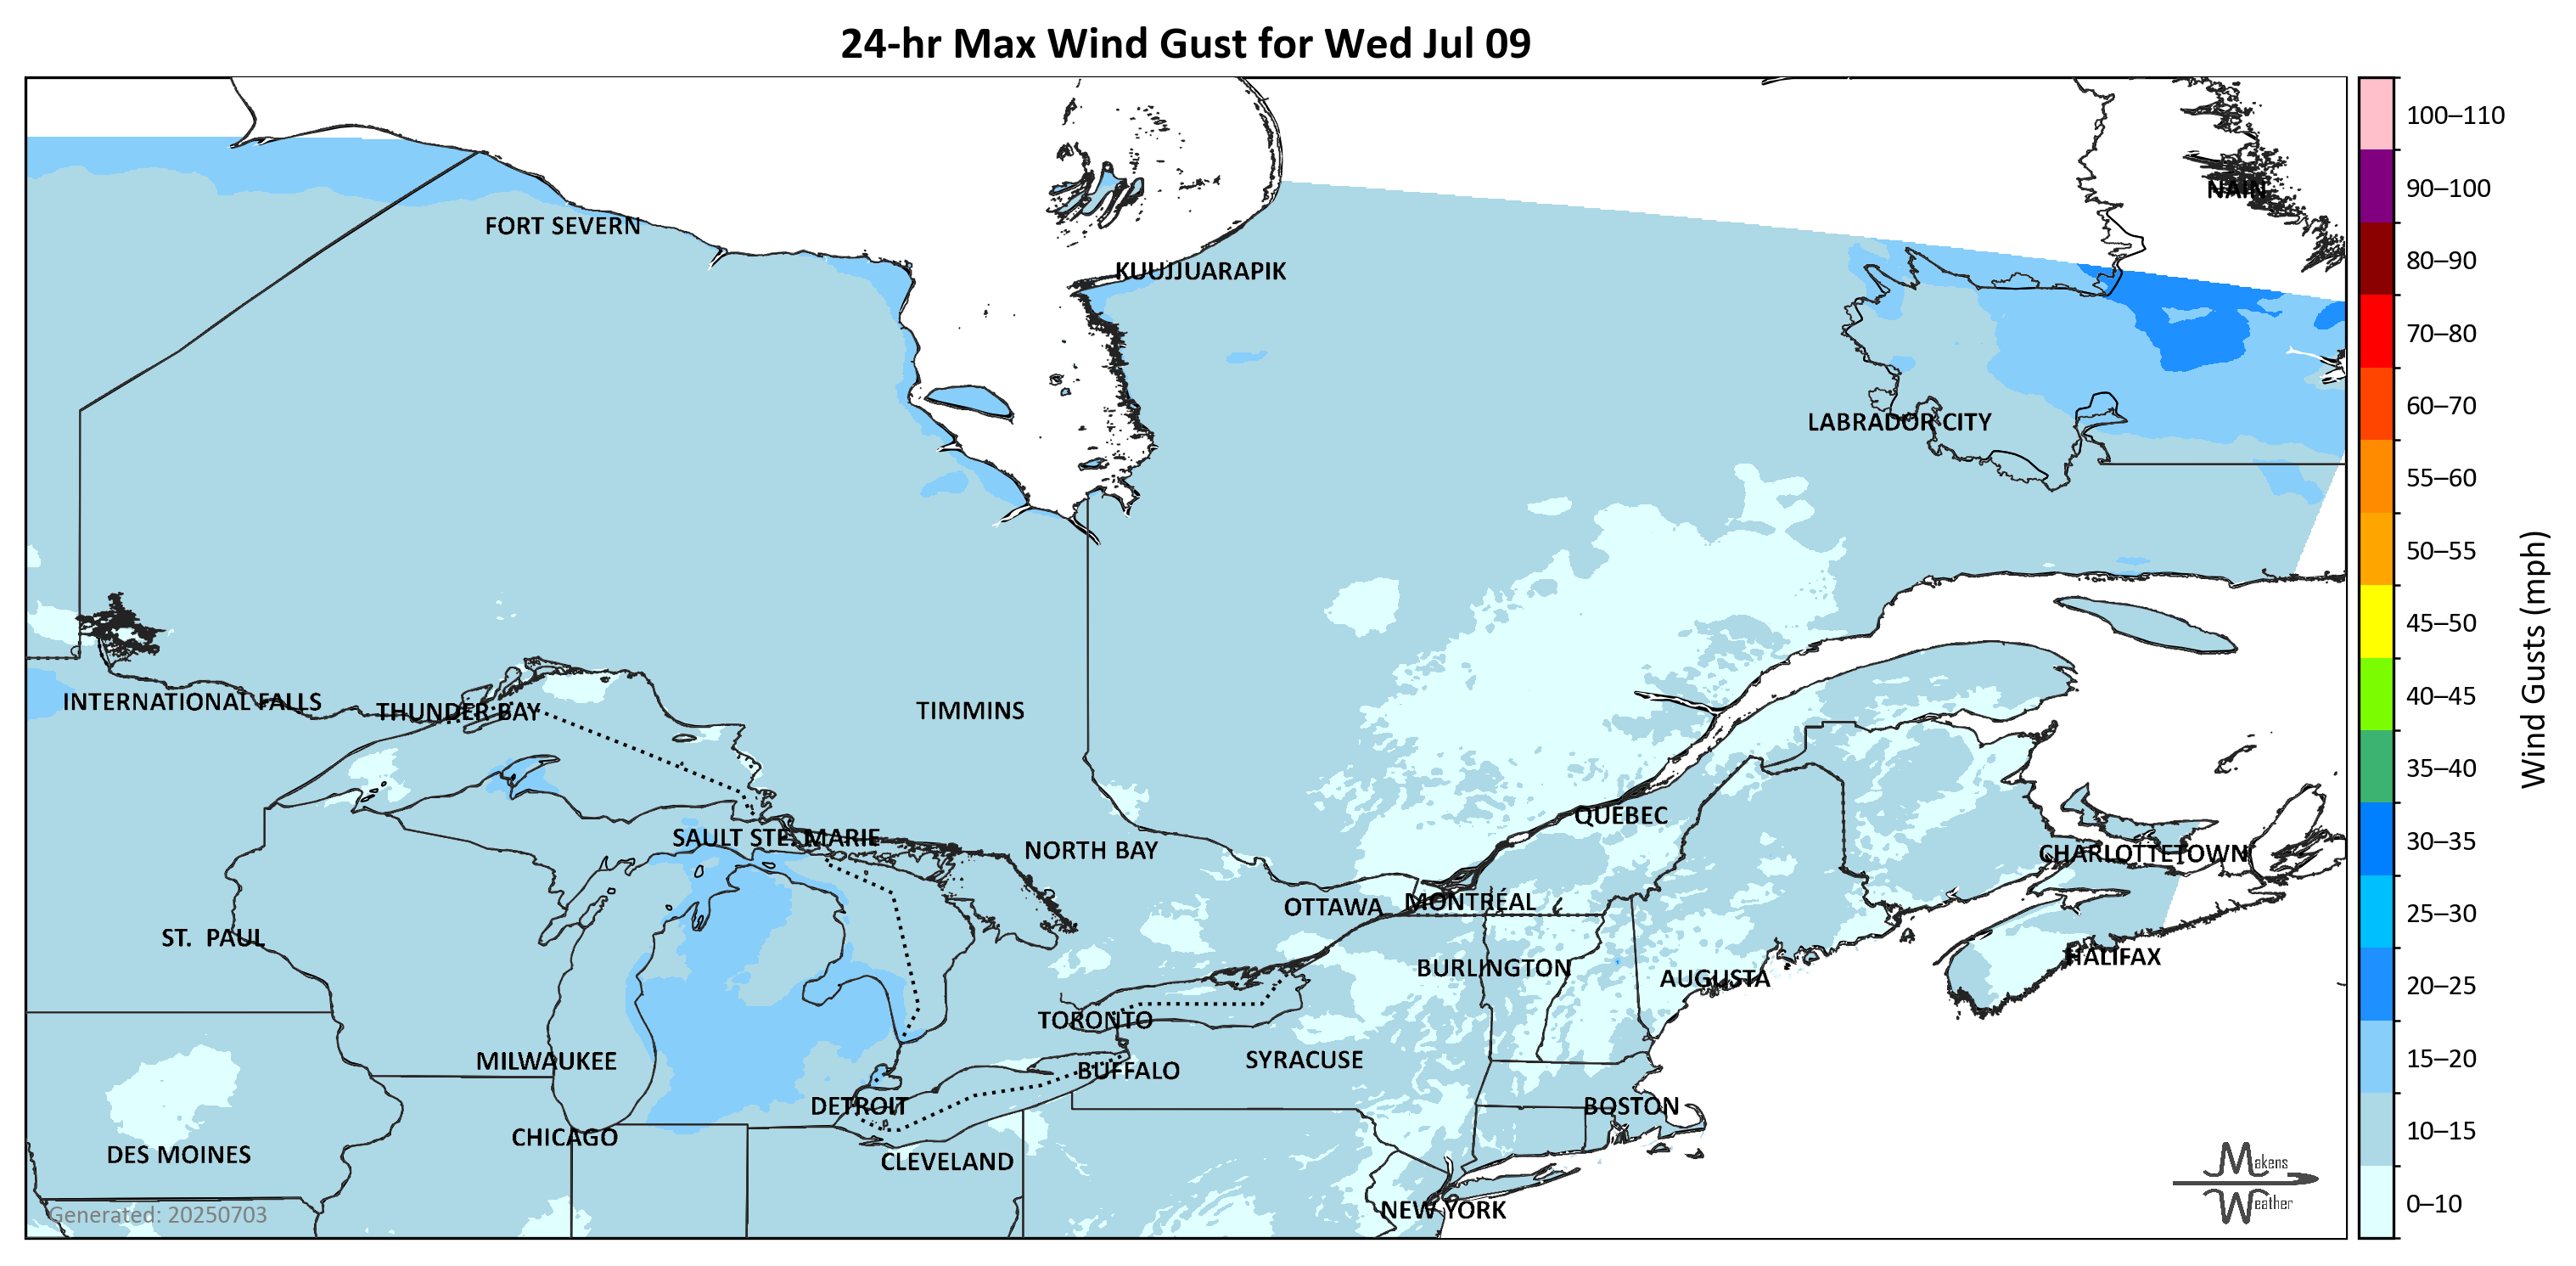 24-hr Max Wind Gust for Wed Jul 09
100–110
90–100
80–90
70–80
60–70
55–60
50–55
45–50
40–45
35–40
30–35
25–30
20–25
15–20
10–15
0–10
Wind Gusts (mph)
NAIN
FORT SEVERN
KUUJJUARAPIK
LABRADOR CITY
INTERNATIONAL FALLS
THUNDER BAY
TIMMINS
QUEBEC
SAULT STE. MARIE
NORTH BAY
CHARLOTTETOWN
OTTAWA
MONTRÉAL
ST. PAUL
HALIFAX
BURLINGTON
AUGUSTA
TORONTO
MILWAUKEE
BUFFALO
SYRACUSE
DETROIT
BOSTON
CHICAGO
DES MOINES
CLEVELAND
NEW YORK
Generated: 20250703
Makens
Weather